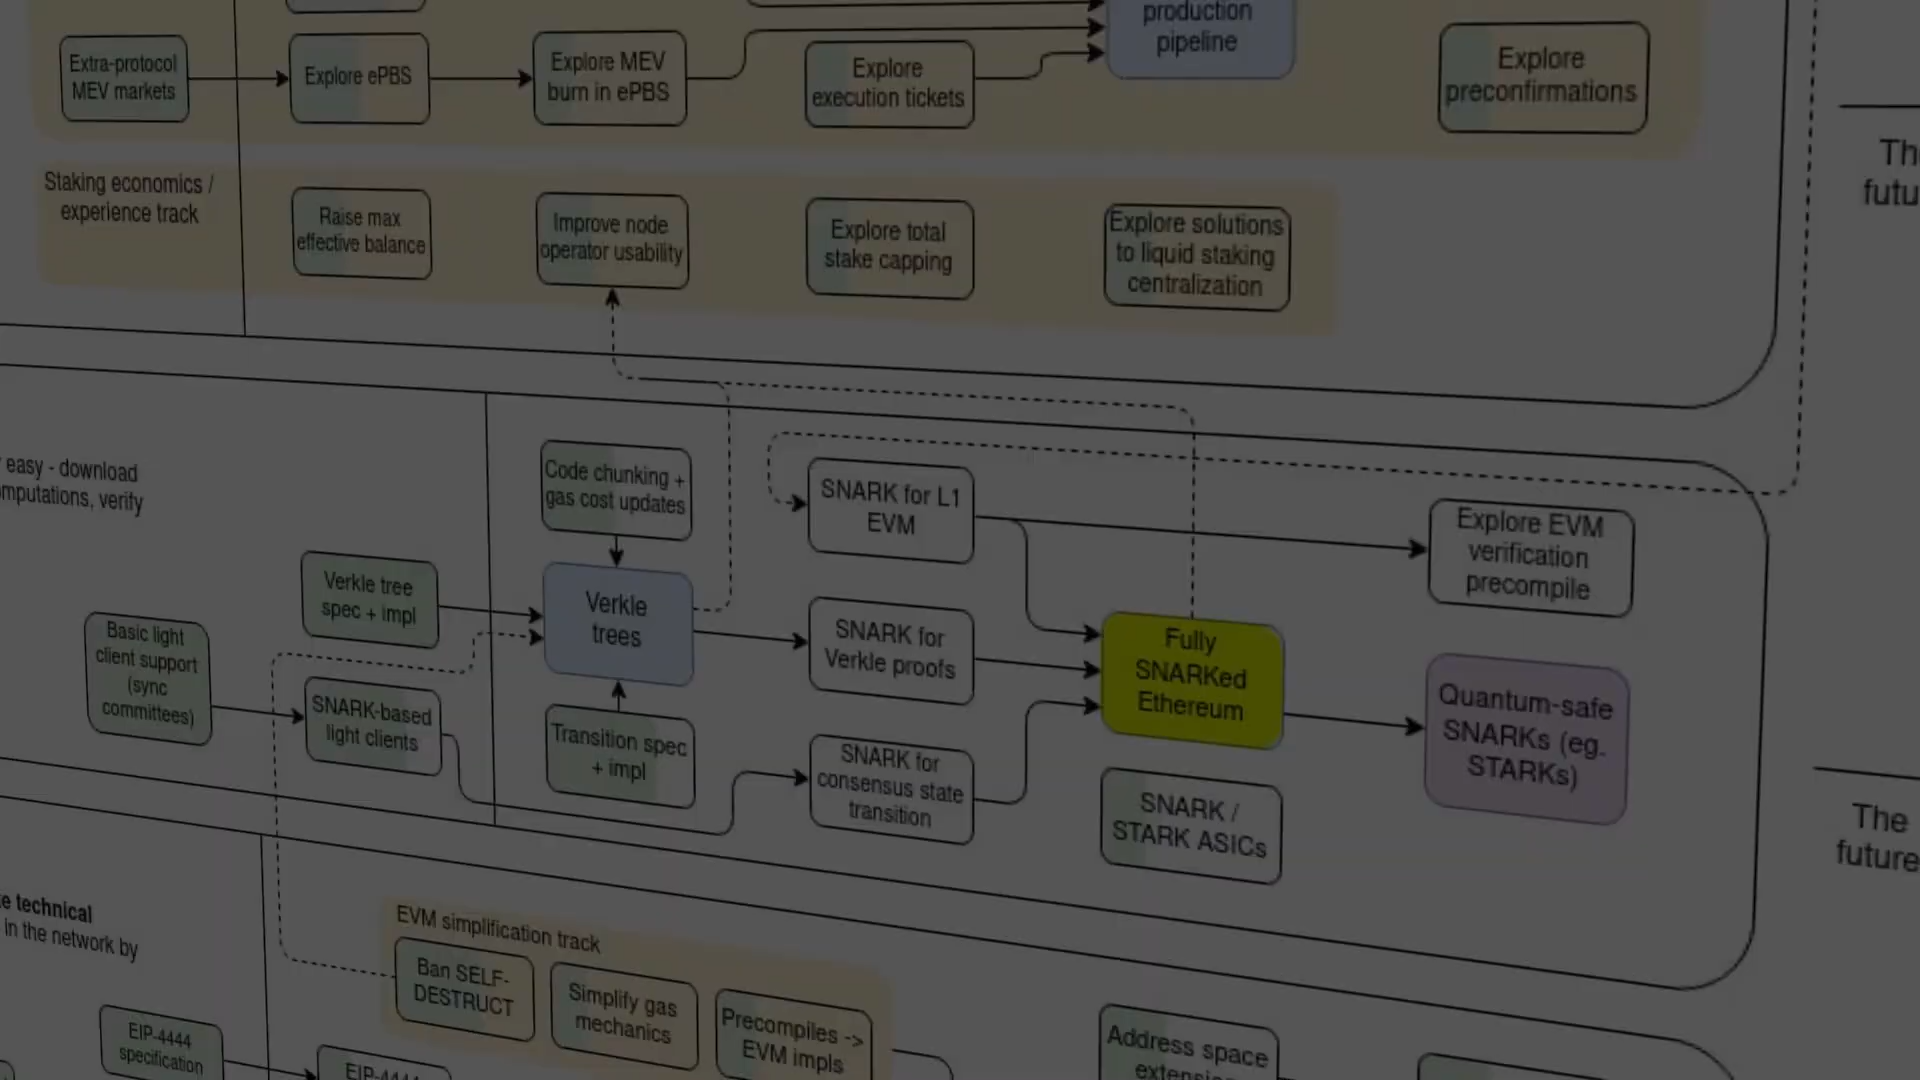 production
pipeline
Extra-protocol
MEV markets
Explore ePBS
Explore MEV
burn in ePBS
Explore
execution tickets
Explore
preconfirmations
Staking economics /
experience track
Raise max
effective balance
Improve node
operator usability
Explore total
stake capping
Explore solutions
to liquid staking
centralization
futu
easy - download
mputations, verify
Code chunking +
gas cost updates
SNARK for L1
EVM
Explore EVM
verification
precompile
Verkle tree
spec + impl
Verkle
trees
SNARK for
Verkle proofs
Fully
SNARKed
Ethereum
Quantum-safe
SNARKs (eg.
STARKs)
Basic light
client support
(sync
committees)
SNARK-based
light clients
Transition spec
+ impl
SNARK for
consensus state
transition
SNARK /
STARK ASICs
The
future
e technical
in the network by
EVM simplification track
Ban SELF-
DESTRUCT
Simplify gas
mechanics
Precompiles ->
EVM impls
Address space
EIP-4444
specification